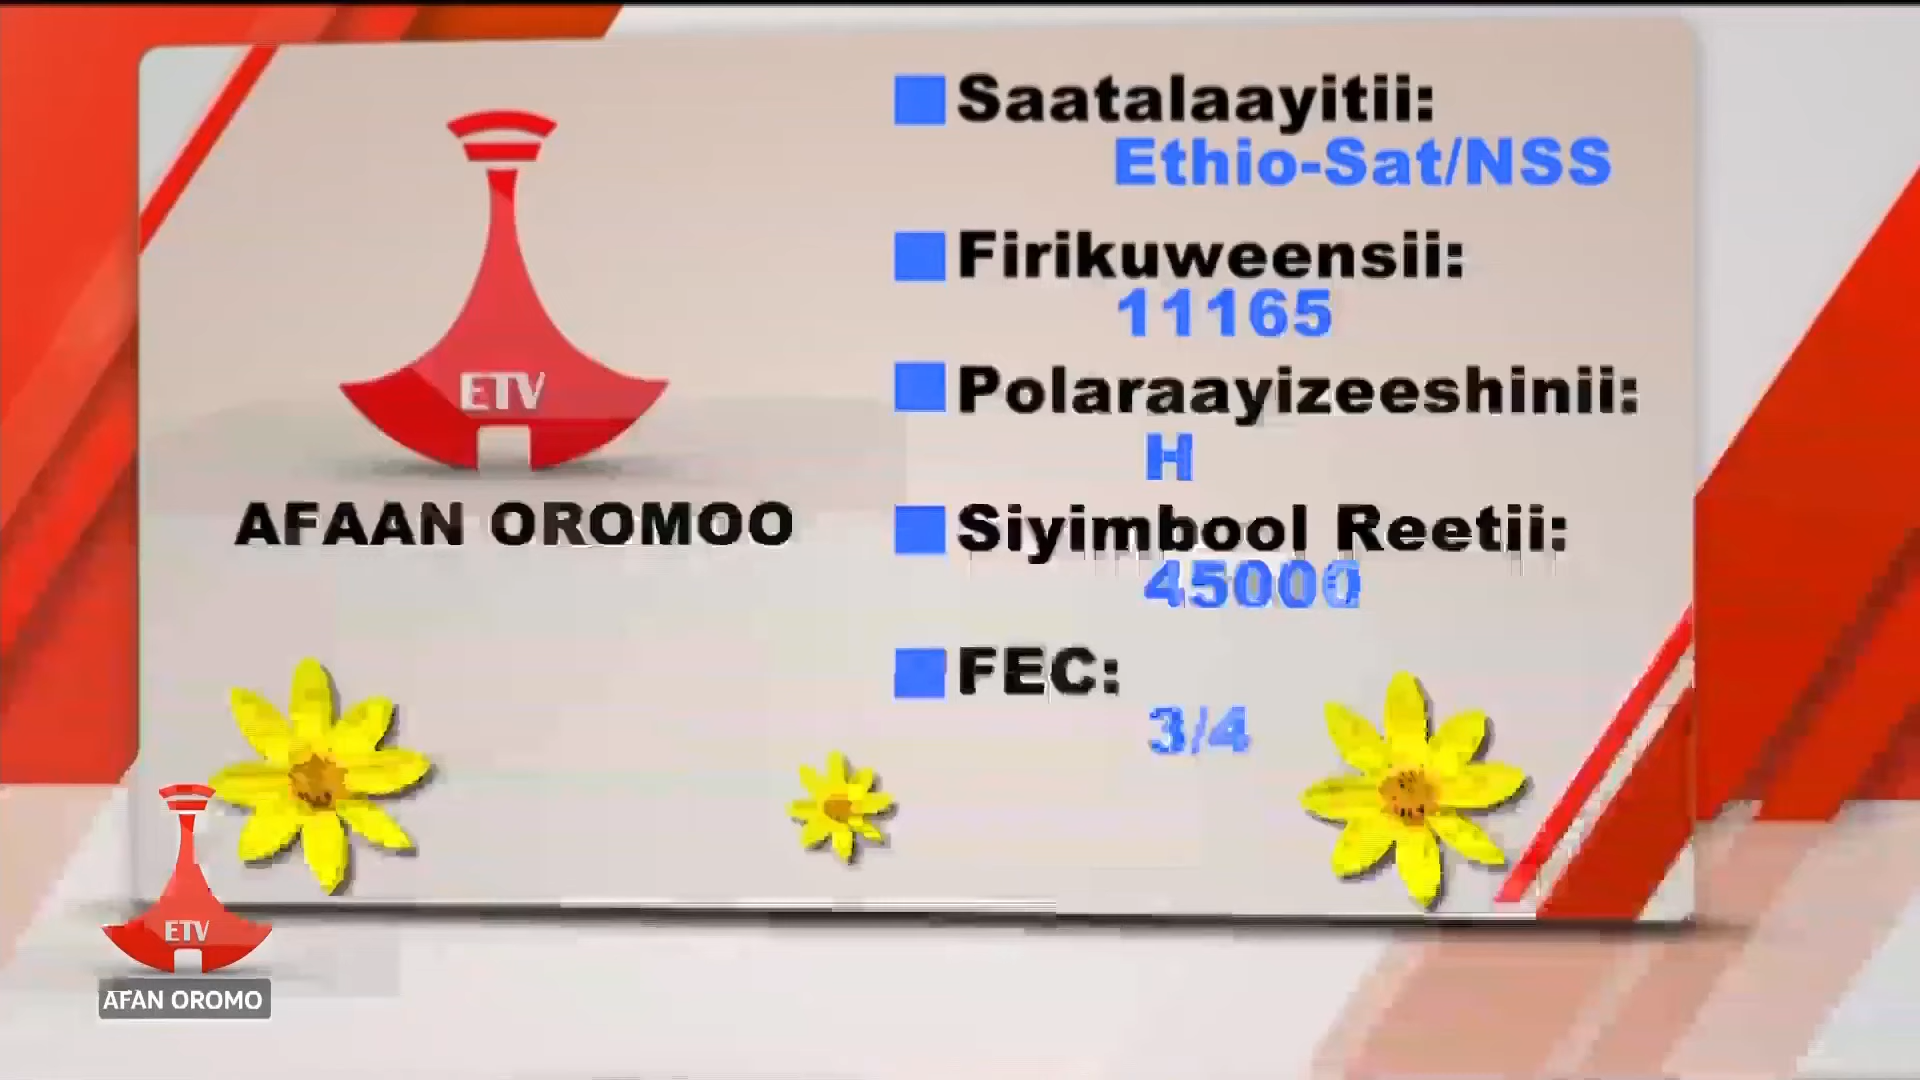 Saatalaayitii:
Ethio-Sat/NSS
Firikuweensii:
11165
Polaraayizeeshinii:
H
Siyimbool Reetii:
45000
FEC:
3/4
ETV
AFAAN OROMOO
ETV
AFAN OROMO